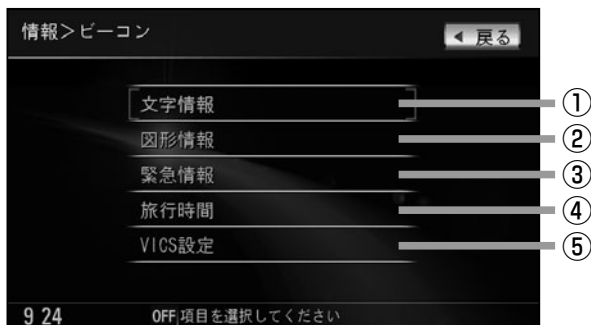 情報＞ビーコン
◀ 戻る
文字情報 ①
図形情報 ②
緊急情報 ③
旅行時間 ④
VICS設定 ⑤
9 24 OFF 項目を選択してください